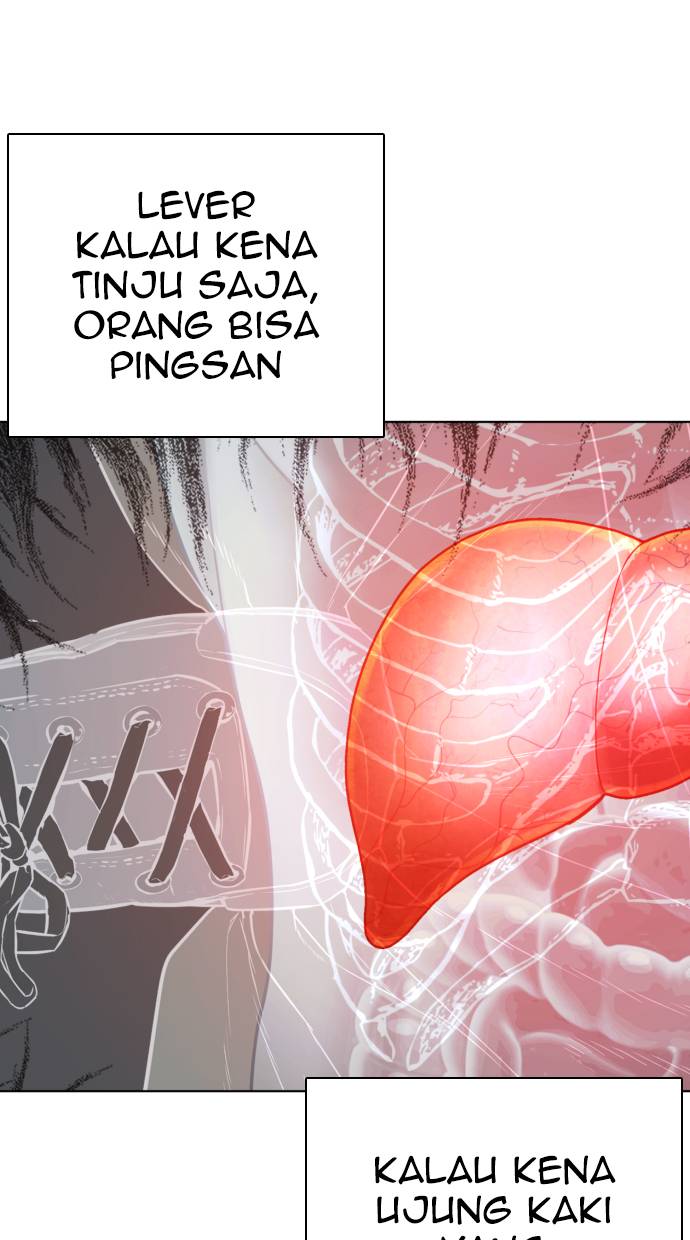 LEVER
KALAU KENA
TINJU SAJA,
ORANG BISA
PINGSAN
KALAU KENA
UJUNG KAKI